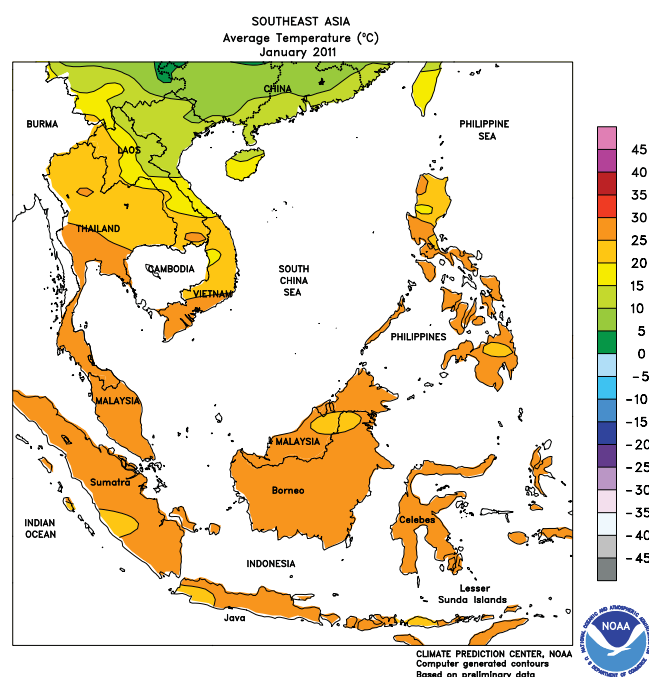 SOUTHEAST ASIA
Average Temperature (°C)
January 2011
CHINA
BURMA
PHILIPPINE
SEA
LAOS
THAILAND
CAMBODIA
VIETNAM
SOUTH
CHINA
SEA
PHILIPPINES
MALAYSIA
MALAYSIA
Sumatra
Borneo
Celebes
INDIAN
OCEAN
INDONESIA
Lesser
Sunda Islands
Java
45
40
35
30
25
20
15
10
5
0
-5
-10
-15
-20
-25
-30
-35
-40
-45
NOAA
CLIMATE PREDICTION CENTER, NOAA
Computer generated contours
Based on preliminary data